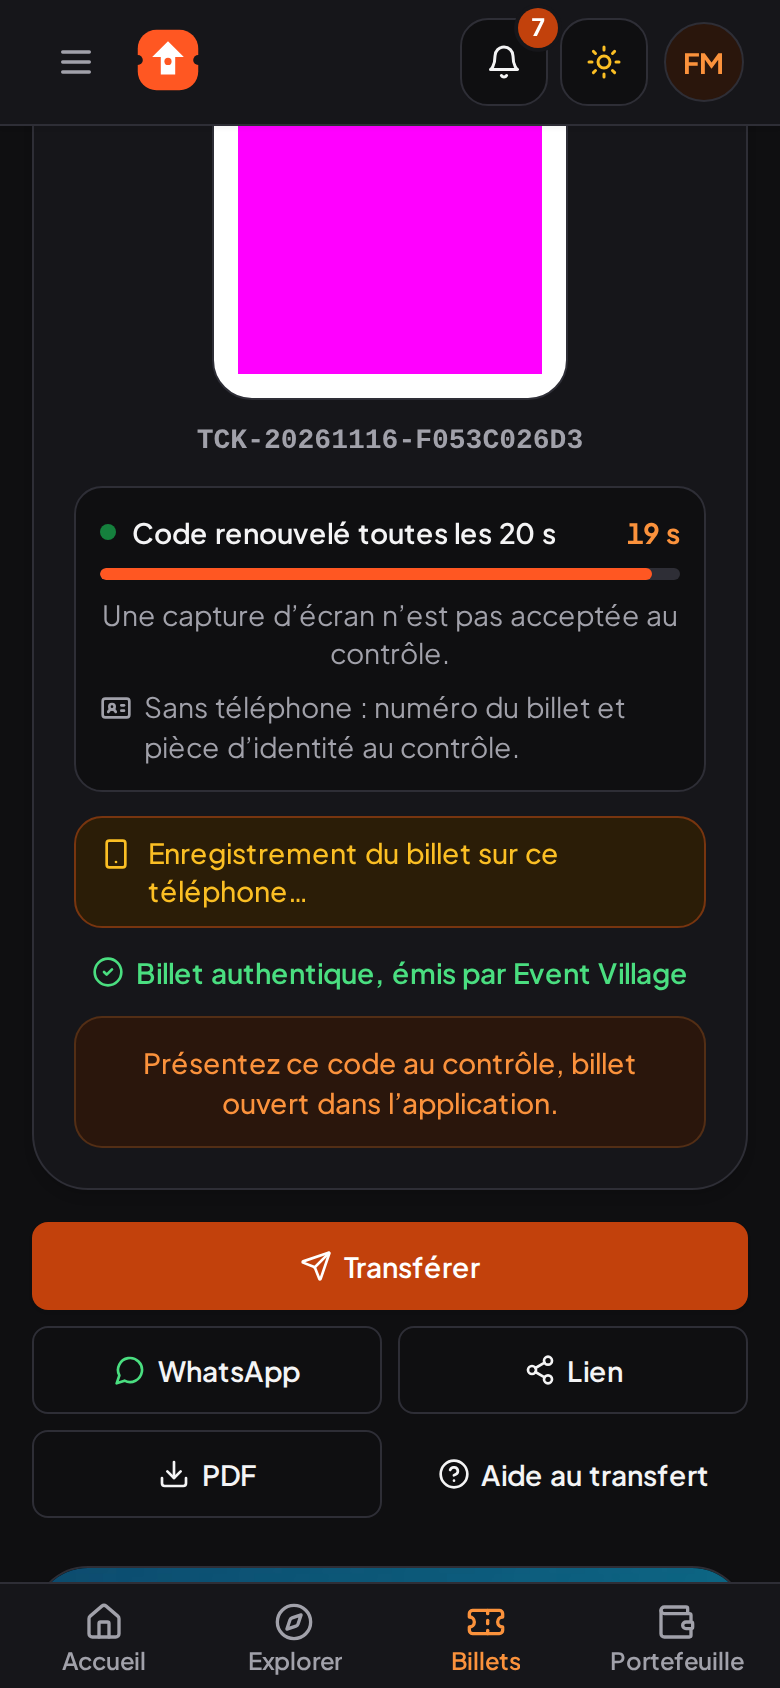 7
FM
TCK-20261116-F053C026D3
Code renouvelé toutes les 20 s
19 s
Une capture d’écran n’est pas acceptée au
contrôle.
Sans téléphone : numéro du billet et
pièce d’identité au contrôle.
Enregistrement du billet sur ce
téléphone…
Billet authentique, émis par Event Village
Présentez ce code au contrôle, billet
ouvert dans l’application.
Transférer
WhatsApp
Lien
PDF
Aide au transfert
Accueil
Explorer
Billets
Portefeuille